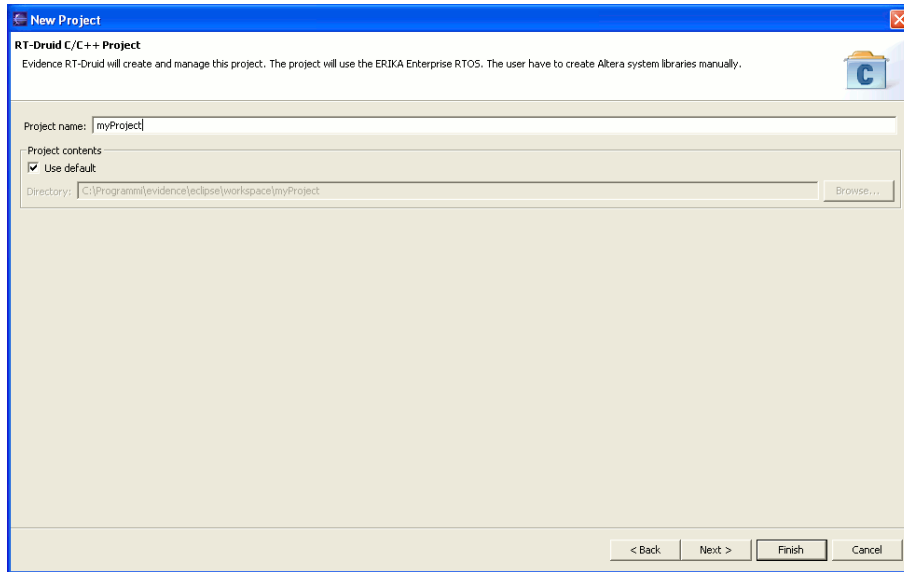 New Project
RT-Druid C/C++ Project
Evidence RT-Druid will create and manage this project. The project will use the ERIKA Enterprise RTOS. The user have to create Altera system libraries manually.
C
Project name: myProject
Project contents
Use default
Directory: C:\Programmi\evidence\eclipse\workspace\myProject Browse...
< Back Next > Finish Cancel